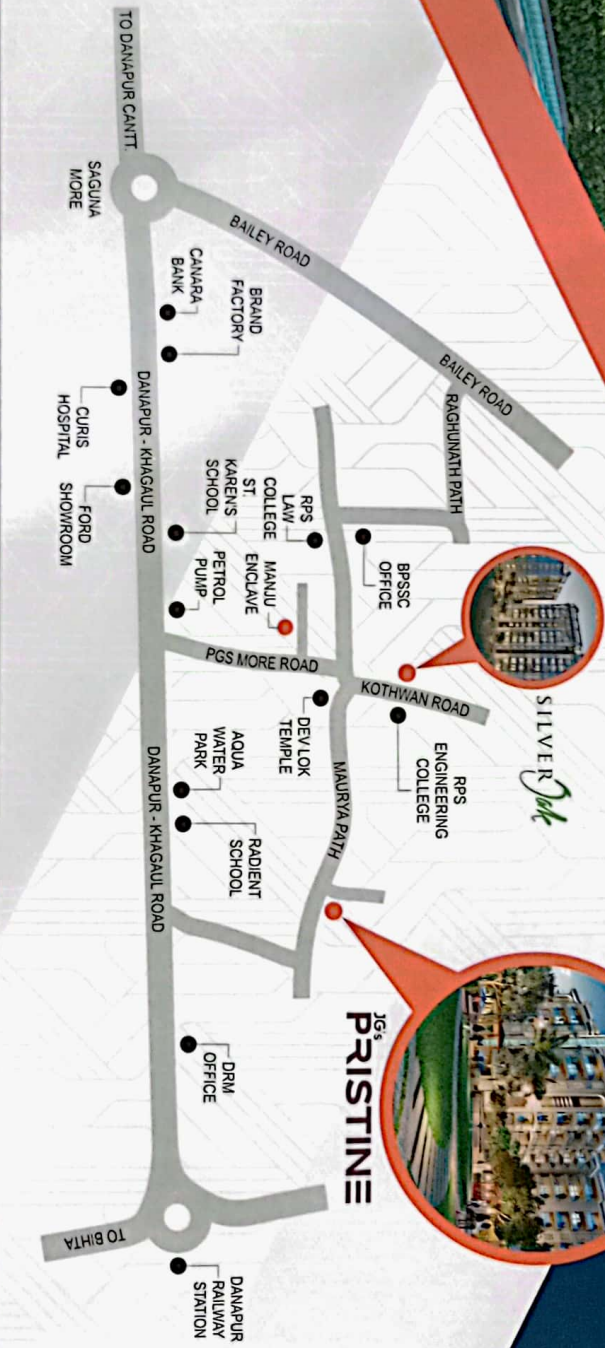 TO DANAPUR CANTT.
SAGUNA
MORE
BAILEY ROAD
BAILEY ROAD
CANARA
BANK
BRAND
FACTORY
CURIS
HOSPITAL
DANAPUR - KHAGAUL ROAD
FORD
SHOWROOM
RAGHUNATH PATH
ST.
KAREN'S
SCHOOL
RPS
LAW
COLLEGE
BPSSC
OFFICE
PETROL
PUMP
MANJU
ENCLAVE
PGS MORE ROAD
KOTHWAN ROAD
SILVER Oak
DEV LOK
TEMPLE
RPS
ENGINEERING
COLLEGE
AQUA
WATER
PARK
MAURYA PATH
RADIENT
SCHOOL
DANAPUR - KHAGAUL ROAD
JG's
PRISTINE
DRM
OFFICE
TO BIHTA
DANAPUR
RAILWAY
STATION